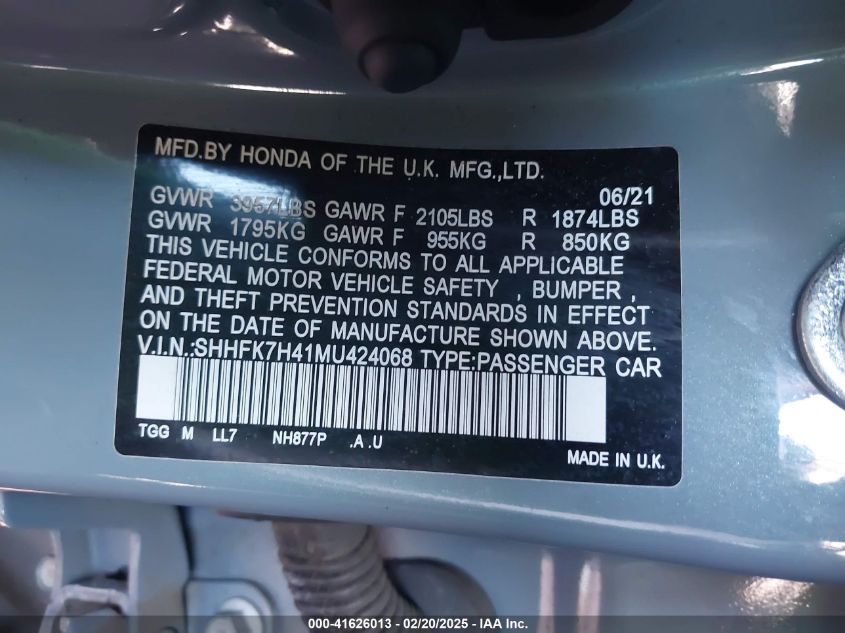 MFD.BY HONDA OF THE U.K. MFG.,LTD.
06/21
GVWR 3957LBS GAWR F 2105LBS R 1874LBS
GVWR 1795KG GAWR F 955KG R 850KG
THIS VEHICLE CONFORMS TO ALL APPLICABLE
FEDERAL MOTOR VEHICLE SAFETY , BUMPER ,
AND THEFT PREVENTION STANDARDS IN EFFECT
ON THE DATE OF MANUFACTURE SHOWN ABOVE.
V.I.N.:SHHFK7H41MU424068 TYPE:PASSENGER CAR
TGG M LL7 NH877P .A .U
MADE IN U.K.
000-41626013 — 02/20/2025 — IAA Inc.